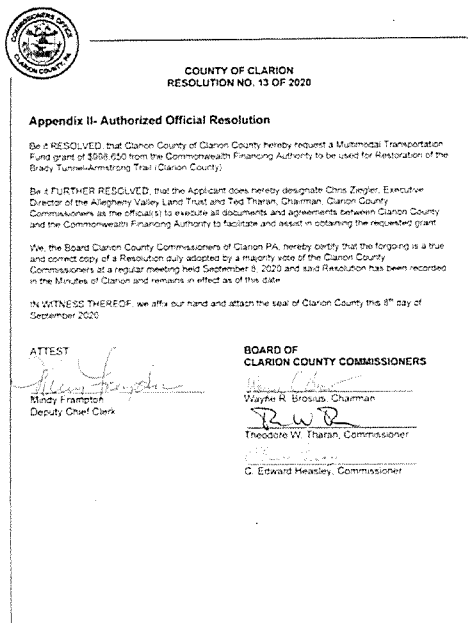 COMMISSIONERS OFFICE
CLARION COUNTY, PA
COUNTY OF CLARION
RESOLUTION NO. 13 OF 2020
Appendix II- Authorized Official Resolution
Be it RESOLVED, that Clarion County of Clarion County hereby request a Multimodal Transportation
Fund grant of $998,650 from the Commonwealth Financing Authority to be used for Restoration of the
Brady Tunnel-Armstrong Trail (Clarion County)
Be it FURTHER RESOLVED, that the Applicant does hereby designate Chris Ziegler, Executive
Director of the Allegheny Valley Land Trust and Ted Tharan, Chairman, Clarion County
Commissioners as the official(s) to execute all documents and agreements between Clarion County
and the Commonwealth Financing Authority to facilitate and assist in obtaining the requested grant
We, the Board Clarion County Commissioners of Clarion PA, hereby certify that the forgoing is a true
and correct copy of a Resolution duly adopted by a majority vote of the Clarion County
Commissioners at a regular meeting held September 8, 2020 and said Resolution has been recorded
in the Minutes of Clarion and remains in effect as of this date
IN WITNESS THEREOF, we affix our hand and attach the seal of Clarion County this 8th day of
September 2020
ATTEST
Mindy Frampton
Mindy Frampton
Deputy Chief Clerk
BOARD OF
CLARION COUNTY COMMISSIONERS
Wayne R. Brosius, Chairman
Theodore W. Tharan, Commissioner
C. Edward Heasley, Commissioner